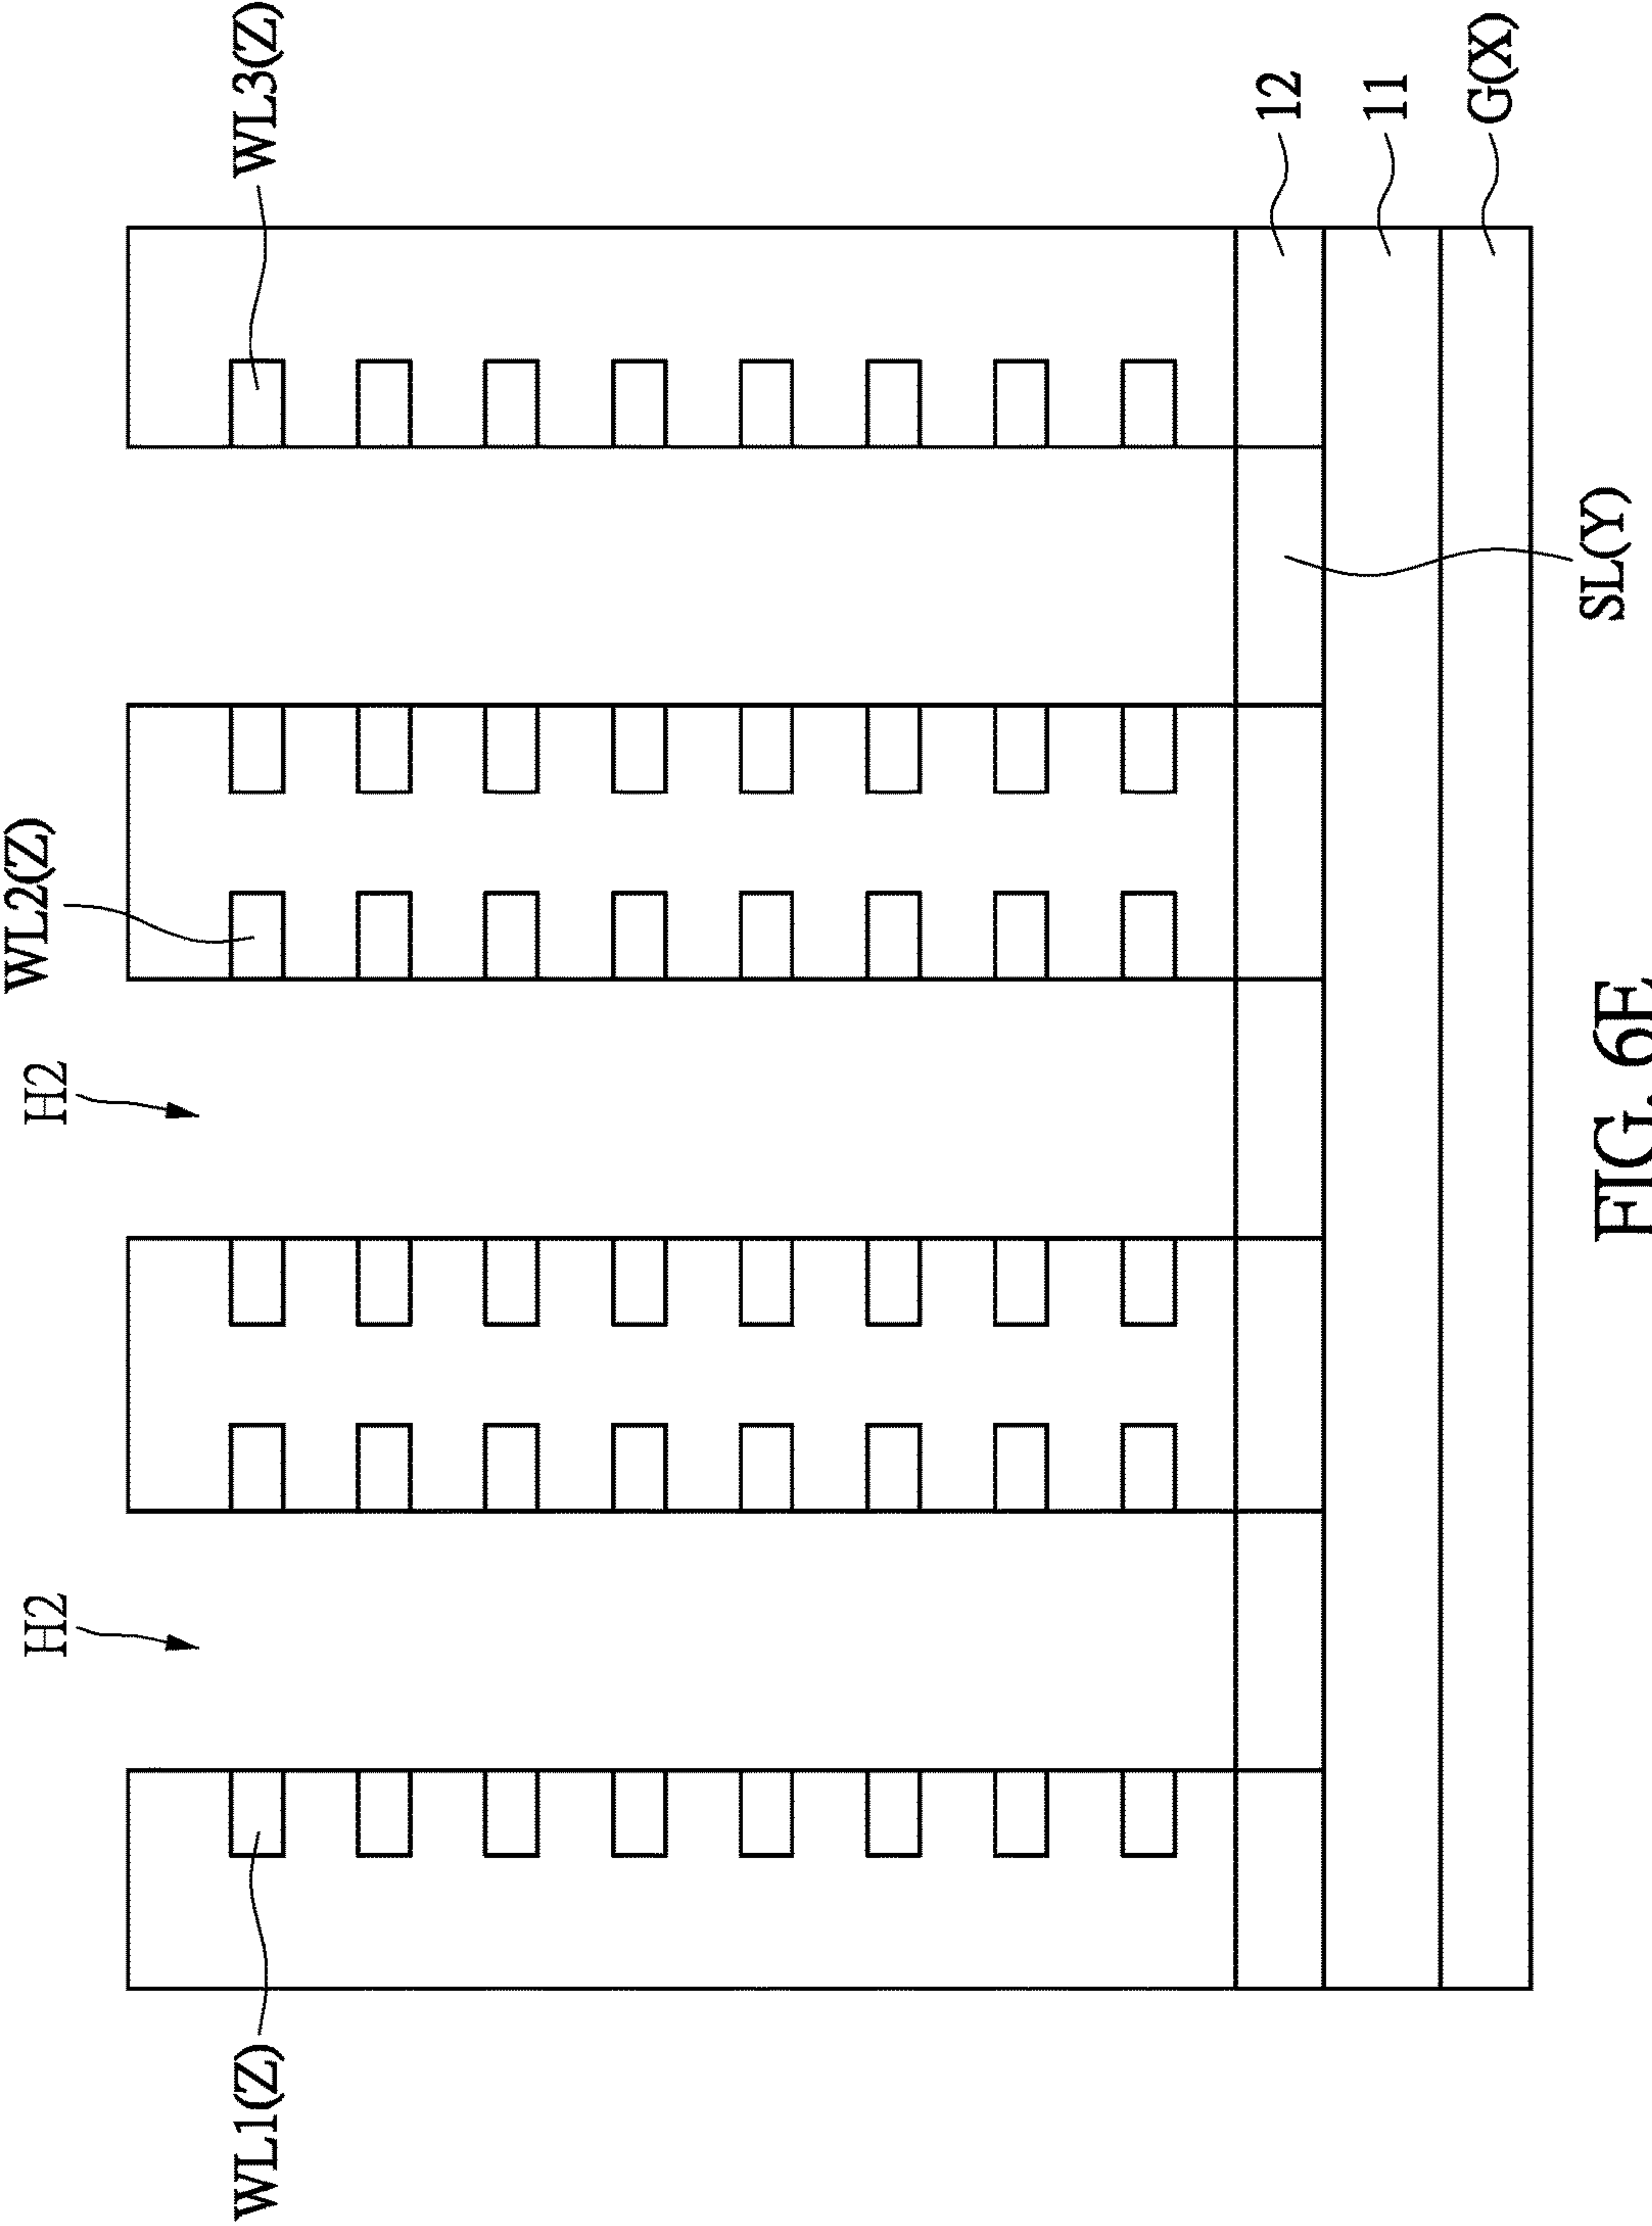 H2
H2
WL2(Z)
WL1(Z)
WL3(Z)
12
11
G(X)
SL(Y)
FIG. 6E